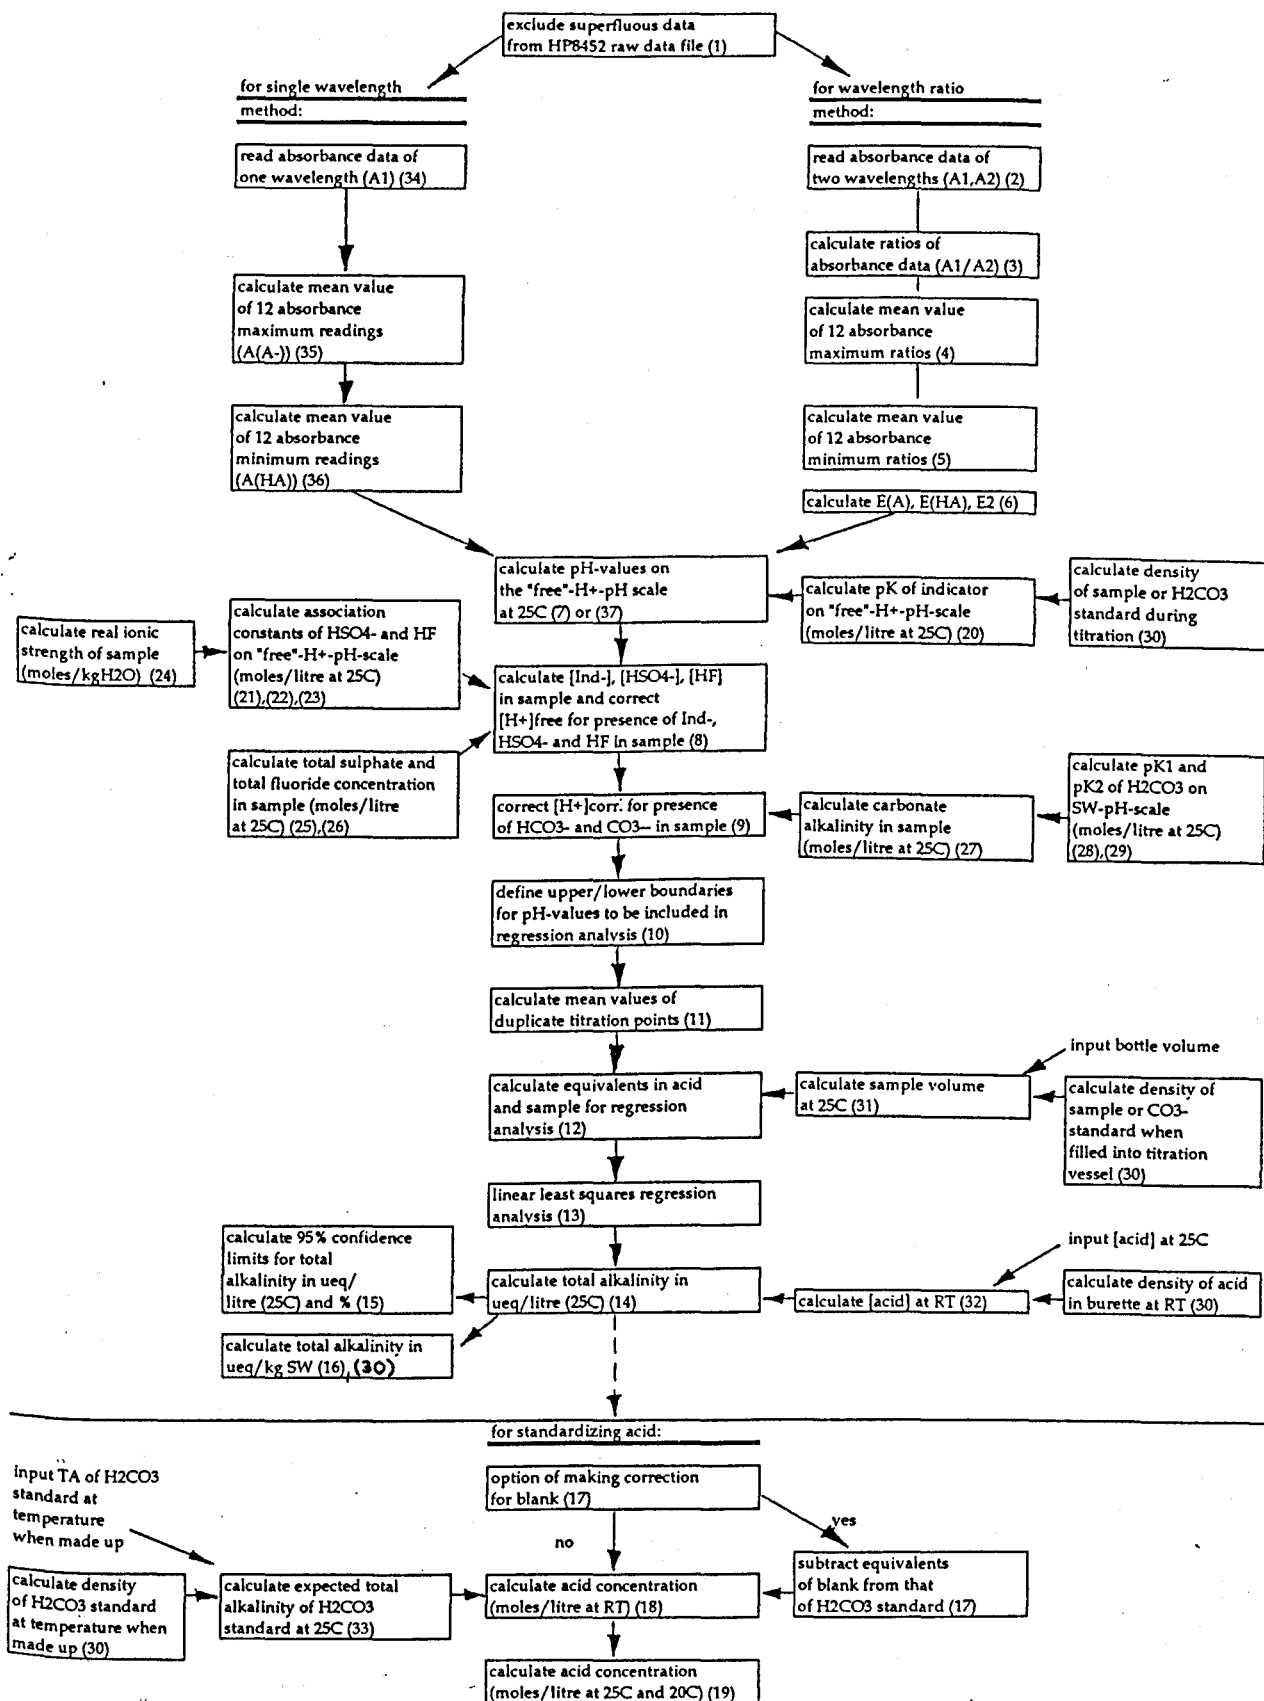 exclude superfluous data
from HP8452 raw data file (1)
for single wavelength
method:
for wavelength ratio
method:
read absorbance data of
one wavelength (A1) (34)
read absorbance data of
two wavelengths (A1,A2) (2)
calculate ratios of
absorbance data (A1/A2) (3)
calculate mean value
of 12 absorbance
maximum readings
(A(A-)) (35)
calculate mean value
of 12 absorbance
maximum ratios (4)
calculate mean value
of 12 absorbance
minimum readings
(A(HA)) (36)
calculate mean value
of 12 absorbance
minimum ratios (5)
calculate E(A), E(HA), E2 (6)
calculate pH-values on
the "free"-H+-pH scale
at 25C (7) or (37)
calculate pK of indicator
on "free"-H+-pH-scale
(moles/litre at 25C) (20)
calculate density
of sample or H2CO3
standard during
titration (30)
calculate real ionic
strength of sample
(moles/kgH2O) (24)
calculate association
constants of HSO4- and HF
on "free"-H+-pH-scale
(moles/litre at 25C)
(21),(22),(23)
calculate [Ind-], [HSO4-], [HF]
in sample and correct
[H+]free for presence of Ind-,
HSO4- and HF in sample (8)
calculate total sulphate and
total fluoride concentration
in sample (moles/litre
at 25C) (25),(26)
correct [H+]corr. for presence
of HCO3- and CO3-- in sample (9)
calculate carbonate
alkalinity in sample
(moles/litre at 25C) (27)
calculate pK1 and
pK2 of H2CO3 on
SW-pH-scale
(moles/litre at 25C)
(28),(29)
define upper/lower boundaries
for pH-values to be included in
regression analysis (10)
calculate mean values of
duplicate titration points (11)
input bottle volume
calculate equivalents in acid
and sample for regression
analysis (12)
calculate sample volume
at 25C (31)
calculate density of
sample or CO3-
standard when
filled into titration
vessel (30)
linear least squares regression
analysis (13)
calculate 95% confidence
limits for total
alkalinity in ueq/
litre (25C) and % (15)
input [acid] at 25C
calculate total alkalinity in
ueq/litre (25C) (14)
calculate [acid] at RT (32)
calculate density of acid
in burette at RT (30)
calculate total alkalinity in
ueq/kg SW (16), (30)
for standardizing acid:
input TA of H2CO3
standard at
temperature
when made up
option of making correction
for blank (17)
yes
no
calculate density
of H2CO3 standard
at temperature when
made up (30)
calculate expected total
alkalinity of H2CO3
standard at 25C (33)
calculate acid concentration
(moles/litre at RT) (18)
subtract equivalents
of blank from that
of H2CO3 standard (17)
calculate acid concentration
(moles/litre at 25C and 20C) (19)